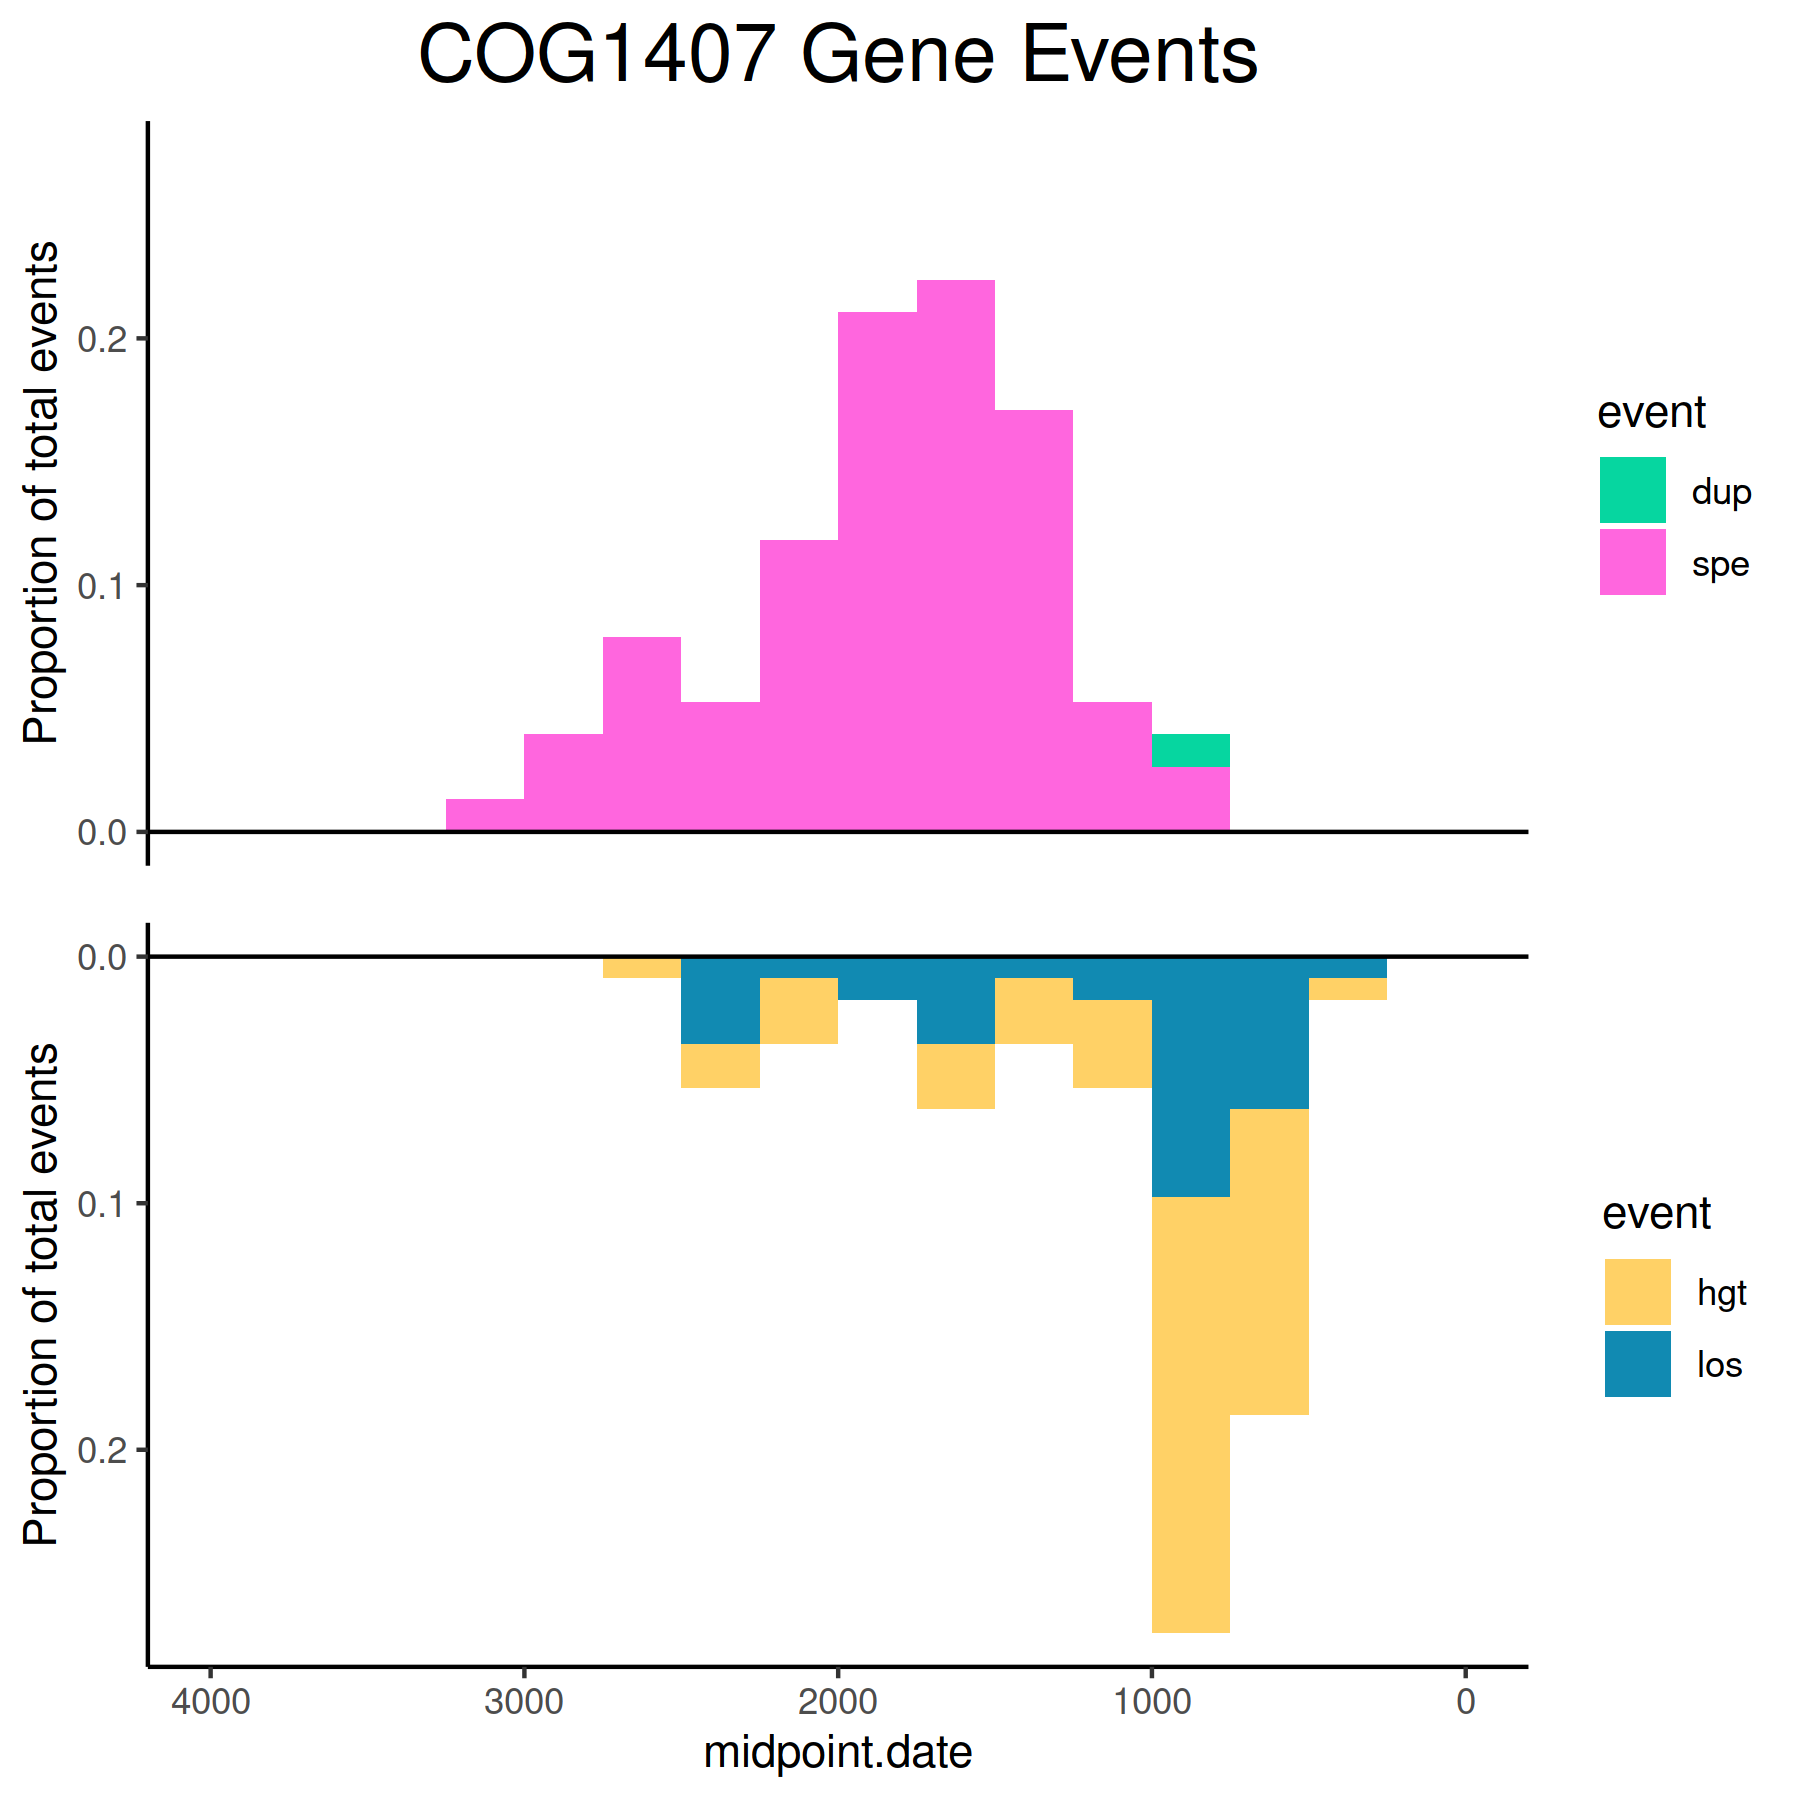 COG1407 Gene Events
Proportion of total events
0.2
0.1
0.0
event
dup
spe
Proportion of total events
0.0
0.1
0.2
event
hgt
los
4000 3000 2000 1000 0
midpoint.date